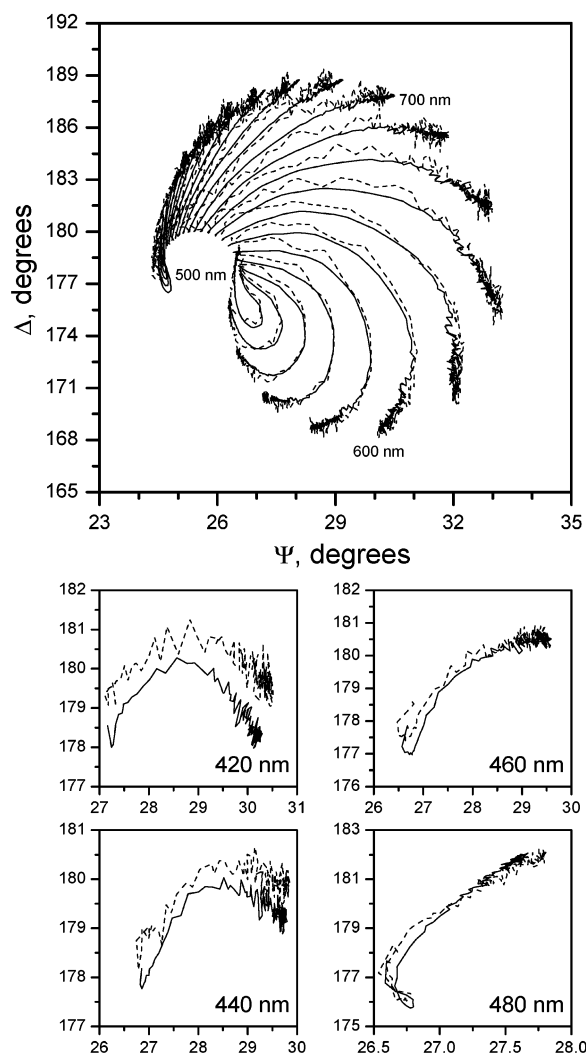 192
189
186
183
180
177
174
171
168
165
Δ, degrees
700 nm
500 nm
600 nm
23 26 29 32 35
Ψ, degrees
182
181
180
179
178
177
420 nm
27 28 29 30 31
182
181
180
179
178
177
176
460 nm
26 27 28 29 30
181
180
179
178
177
440 nm
26 27 28 29 30
183
181
179
177
175
480 nm
26.5 27.0 27.5 28.0